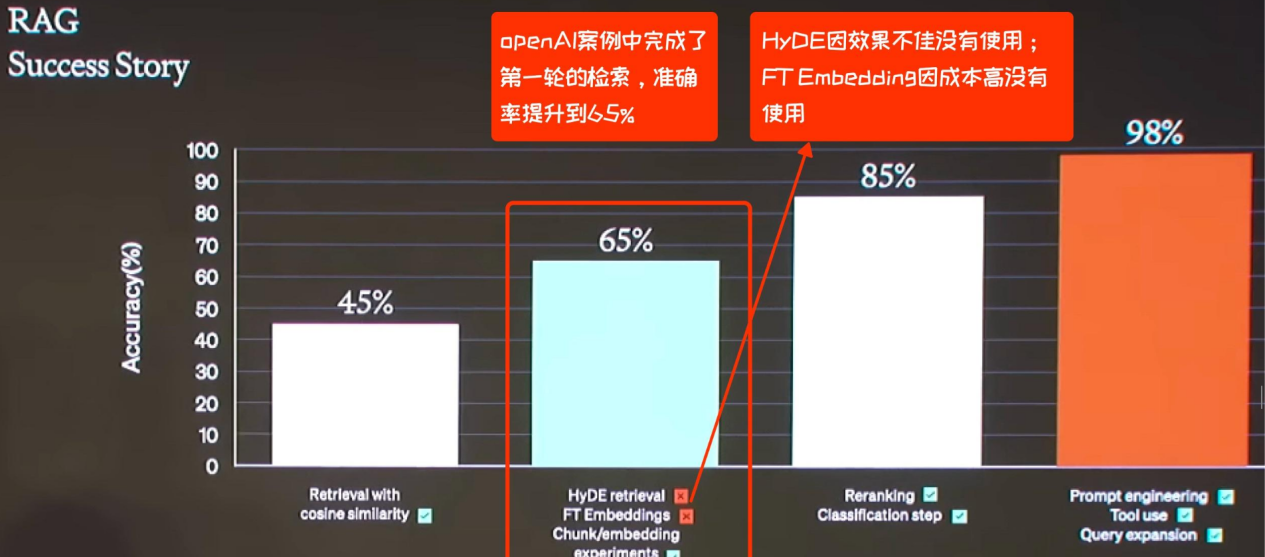 RAG
Success Story
openAI案例中完成了
第一轮的检索，准确
率提升到65%
HyDE因效果不佳没有使用；
FT Embedding因成本高没有
使用
98%
85%
65%
45%
Accuracy(%)
100
90
80
70
60
50
40
30
20
10
0
Retrieval with
cosine similarity
HyDE retrieval
FT Embeddings
Chunk/embedding
experiments
Reranking
Classification step
Prompt engineering
Tool use
Query expansion